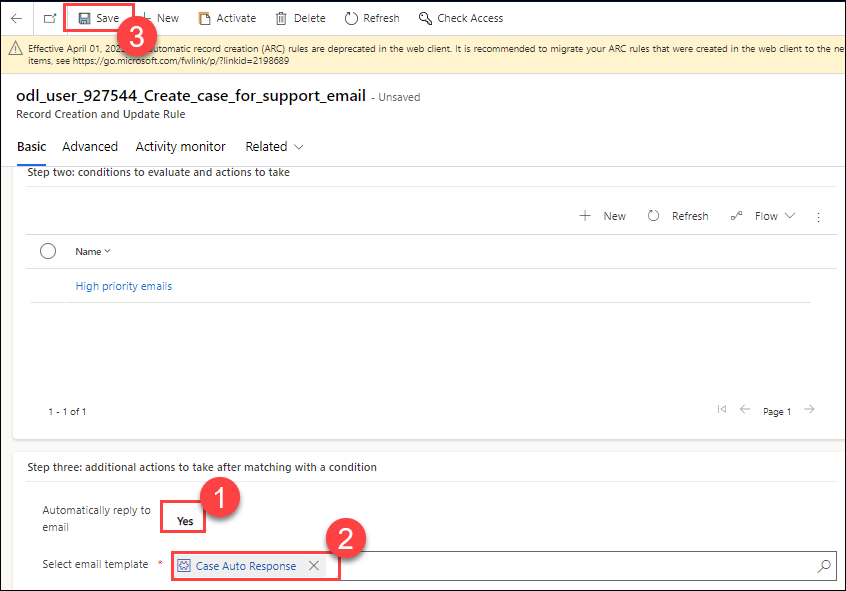 Save New Activate Delete Refresh Check Access
3
Effective April 01, 202 automatic record creation (ARC) rules are deprecated in the web client. It is recommended to migrate your ARC rules that were created in the web client to the ne
items, see https://go.microsoft.com/fwlink/p/?linkid=2198689
odl_user_927544_Create_case_for_support_email - Unsaved
Record Creation and Update Rule
Basic Advanced Activity monitor Related
Step two: conditions to evaluate and actions to take
New Refresh Flow
Name
High priority emails
1 - 1 of 1 Page 1
Step three: additional actions to take after matching with a condition
1
Automatically reply to
email
Yes
2
Select email template * Case Auto Response